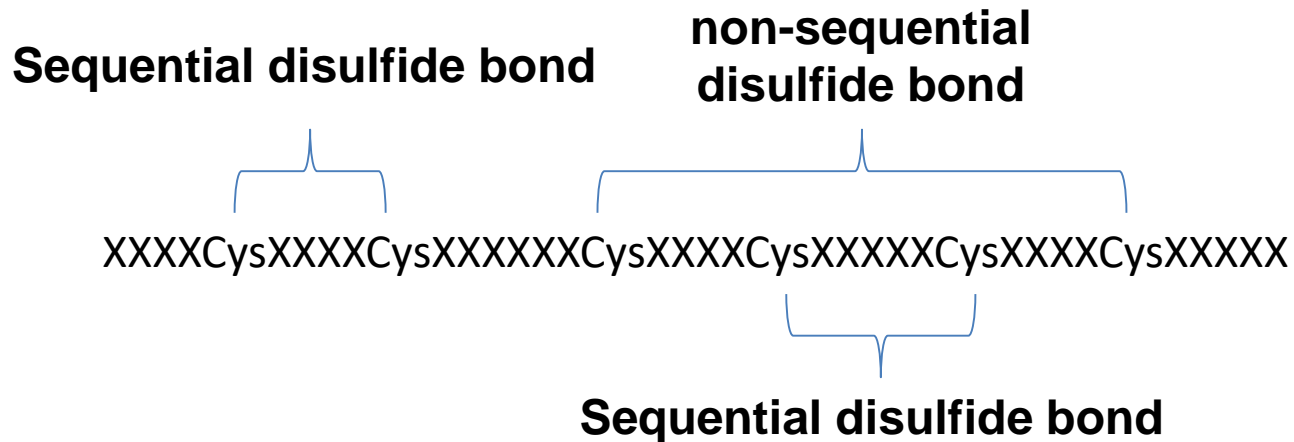 Sequential disulfide bond
non-sequential
disulfide bond
XXXXCysXXXXCysXXXXXXCysXXXXCysXXXXXCysXXXXCysXXXXX
Sequential disulfide bond